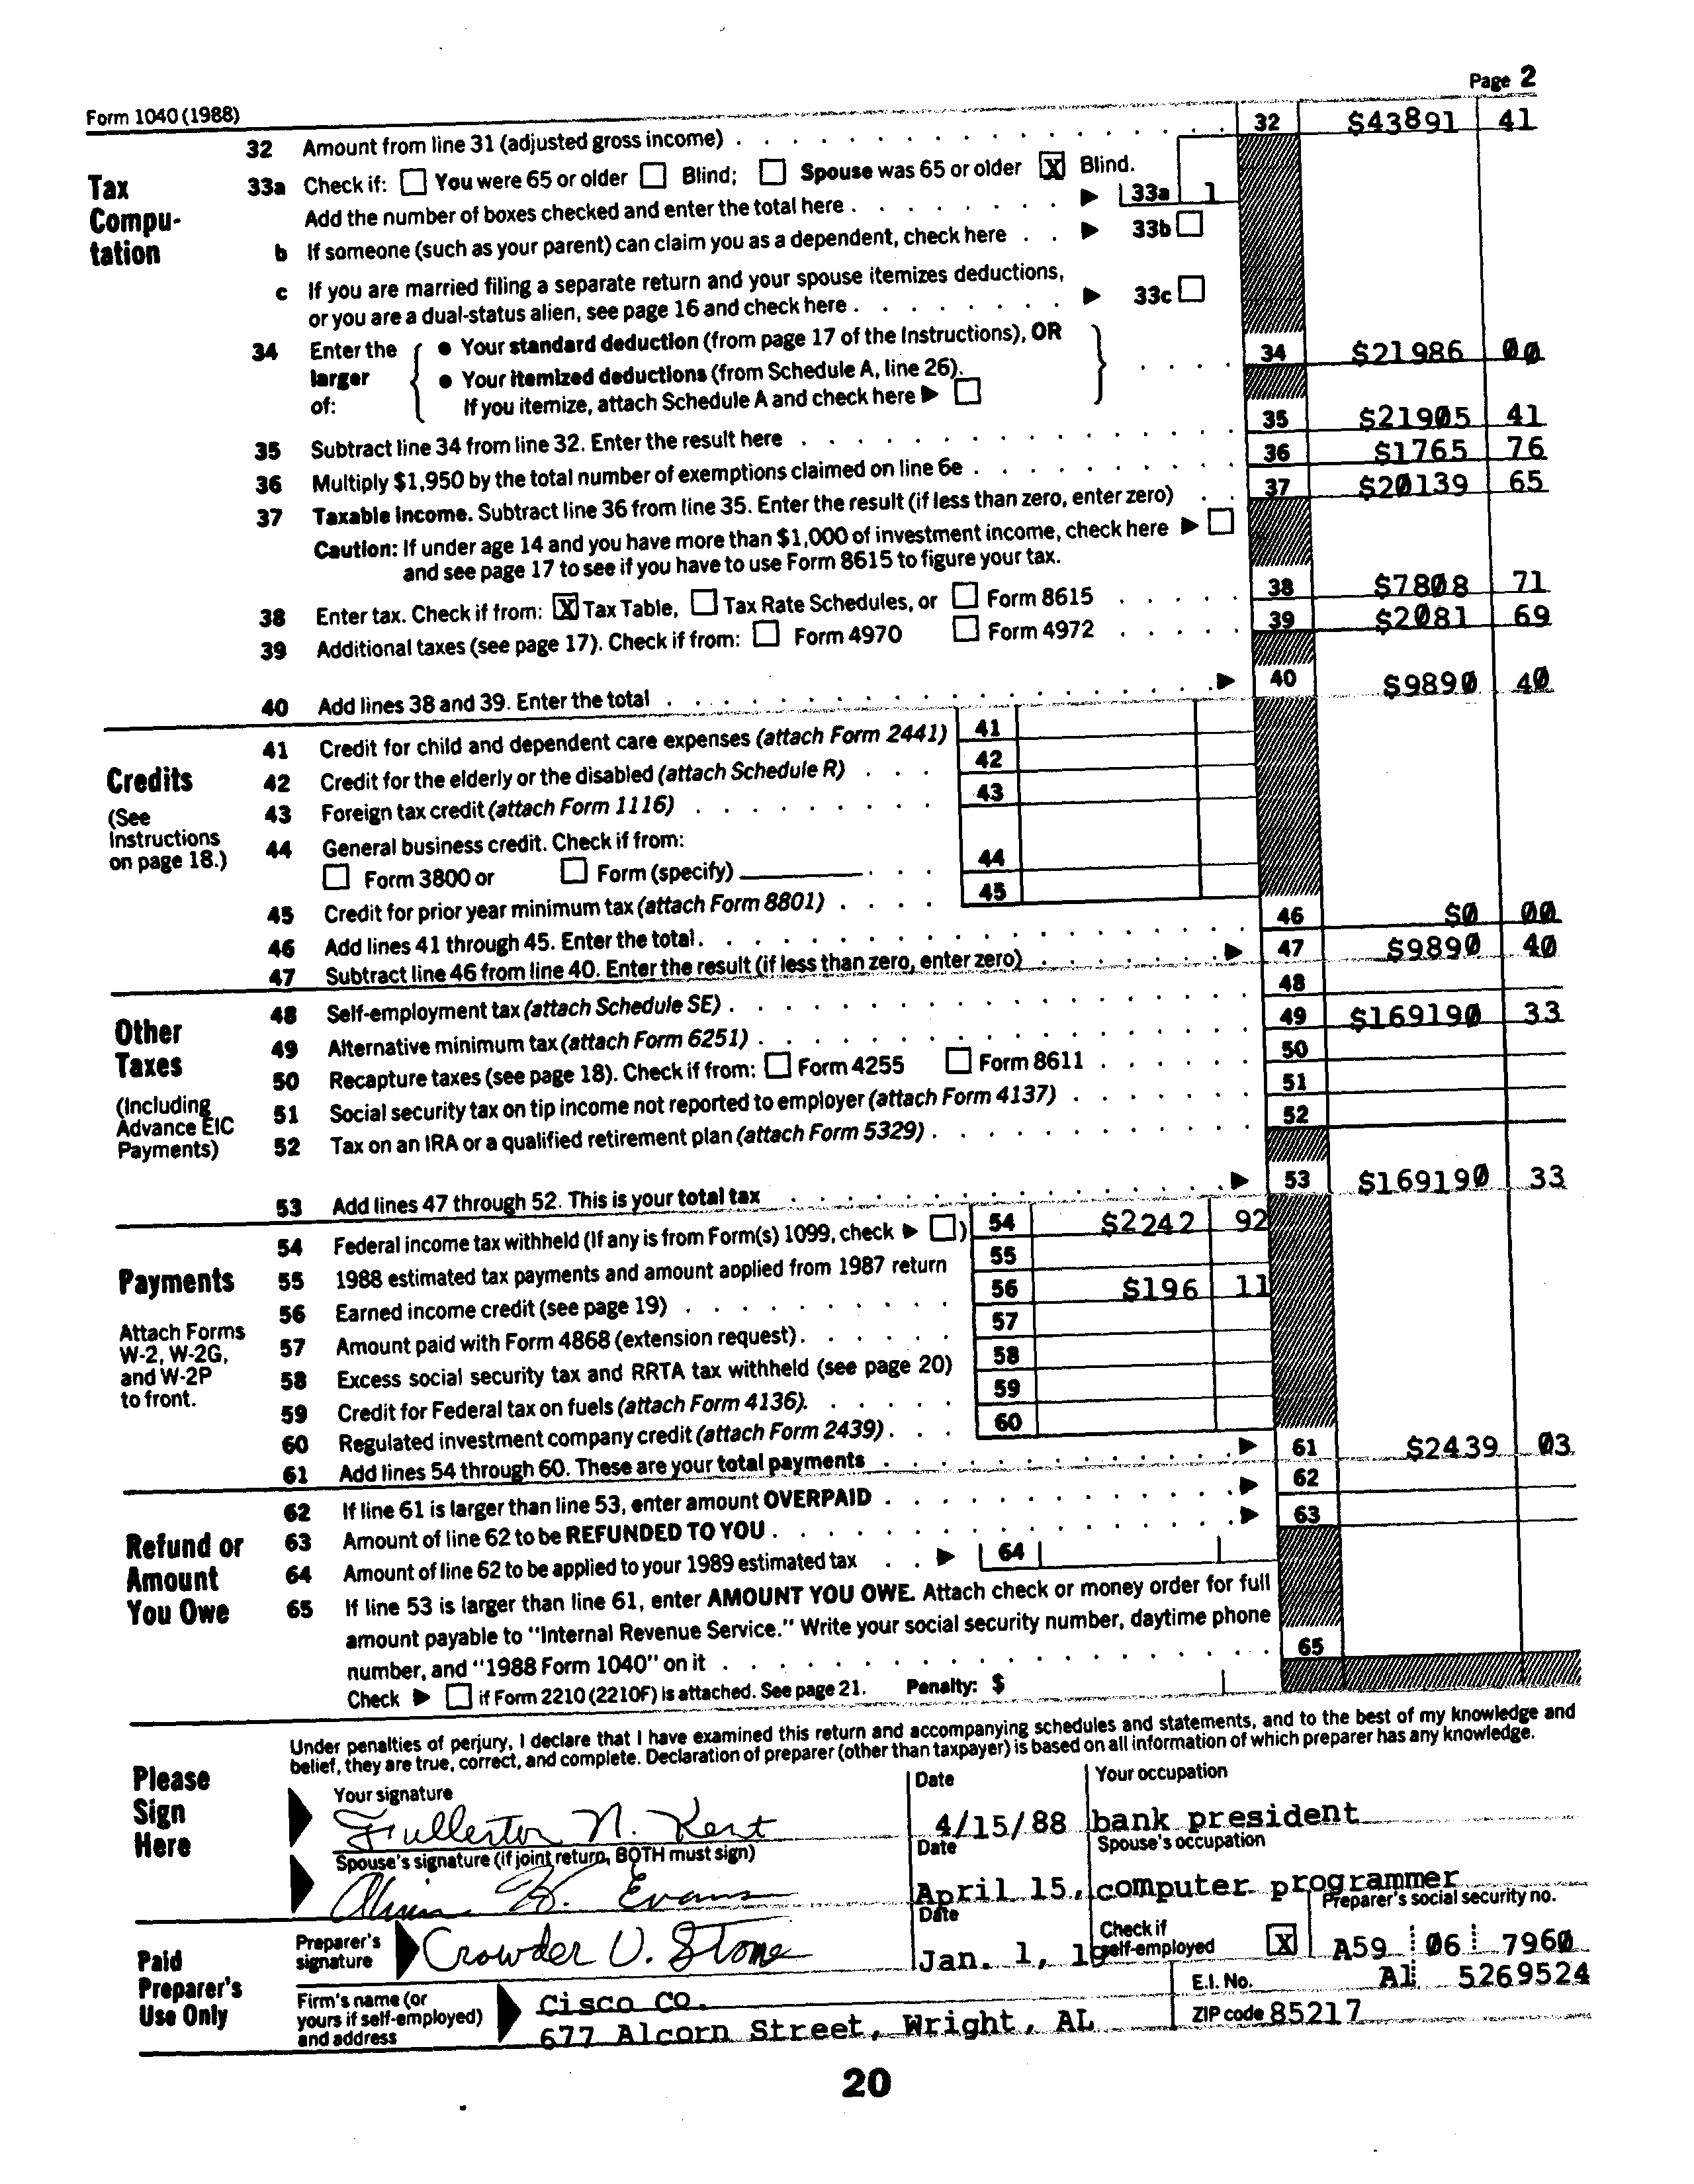 Page 2
Form 1040 (1988)
32 Amount from line 31 (adjusted gross income) 32 $43891 41
Tax Compu- tation
33a Check if: You were 65 or older Blind; Spouse was 65 or older X Blind.
Add the number of boxes checked and enter the total here 33a 1
b If someone (such as your parent) can claim you as a dependent, check here 33b
c If you are married filing a separate return and your spouse itemizes deductions,
or you are a dual-status alien, see page 16 and check here 33c
34 Enter the larger of:
• Your standard deduction (from page 17 of the Instructions), OR
• Your itemized deductions (from Schedule A, line 26).
If you itemize, attach Schedule A and check here
34 $21986 00
35 Subtract line 34 from line 32. Enter the result here 35 $21905 41
36 Multiply $1,950 by the total number of exemptions claimed on line 6e 36 $1765 76
37 Taxable income. Subtract line 36 from line 35. Enter the result (if less than zero, enter zero) 37 $20139 65
Caution: If under age 14 and you have more than $1,000 of investment income, check here
and see page 17 to see if you have to use Form 8615 to figure your tax.
38 Enter tax. Check if from: X Tax Table, Tax Rate Schedules, or Form 8615 38 $7808 71
39 Additional taxes (see page 17). Check if from: Form 4970 Form 4972 39 $2081 69
40 Add lines 38 and 39. Enter the total 40 $9890 40
Credits
(See Instructions on page 18.)
41 Credit for child and dependent care expenses (attach Form 2441) 41
42 Credit for the elderly or the disabled (attach Schedule R) 42
43 Foreign tax credit (attach Form 1116) 43
44 General business credit. Check if from:
Form 3800 or Form (specify) 44
45 Credit for prior year minimum tax (attach Form 8801) 45
46 Add lines 41 through 45. Enter the total. 46 $0 00
47 Subtract line 46 from line 40. Enter the result (if less than zero, enter zero) 47 $9890 40
Other Taxes
(Including Advance EIC Payments)
48 Self-employment tax (attach Schedule SE) 48
49 Alternative minimum tax (attach Form 6251) 49 $169190 33
50 Recapture taxes (see page 18). Check if from: Form 4255 Form 8611 50
51 Social security tax on tip income not reported to employer (attach Form 4137) 51
52 Tax on an IRA or a qualified retirement plan (attach Form 5329) 52
53 Add lines 47 through 52. This is your total tax 53 $169190 33
Payments
Attach Forms W-2, W-2G, and W-2P to front.
54 Federal income tax withheld (If any is from Form(s) 1099, check ) 54 $2242 92
55 1988 estimated tax payments and amount applied from 1987 return 55
56 Earned income credit (see page 19) 56 $196 11
57 Amount paid with Form 4868 (extension request) 57
58 Excess social security tax and RRTA tax withheld (see page 20) 58
59 Credit for Federal tax on fuels (attach Form 4136). 59
60 Regulated investment company credit (attach Form 2439) 60
61 Add lines 54 through 60. These are your total payments 61 $2439 03
Refund or Amount You Owe
62 If line 61 is larger than line 53, enter amount OVERPAID 62
63 Amount of line 62 to be REFUNDED TO YOU 63
64 Amount of line 62 to be applied to your 1989 estimated tax 64
65 If line 53 is larger than line 61, enter AMOUNT YOU OWE. Attach check or money order for full
amount payable to "Internal Revenue Service." Write your social security number, daytime phone
number, and "1988 Form 1040" on it 65
Check if Form 2210 (2210F) is attached. See page 21. Penalty: $
Please Sign Here
Under penalties of perjury, I declare that I have examined this return and accompanying schedules and statements, and to the best of my knowledge and
belief, they are true, correct, and complete. Declaration of preparer (other than taxpayer) is based on all information of which preparer has any knowledge.
Your signature Date Your occupation
Fullerton N. Kent 4/15/88 bank president
Spouse's signature (if joint return, BOTH must sign) Date Spouse's occupation
H. Evans April 15, computer programmer
Paid Preparer's Use Only
Preparer's signature Date Check if self-employed Preparer's social security no.
Crowder U. Stone Jan. 1, 19 X A59 06 7960
Firm's name (or yours if self-employed) and address
Cisco Co. E.I. No. Al 5269524
677 Alcorn Street, Wright, AL ZIP code 85217
20